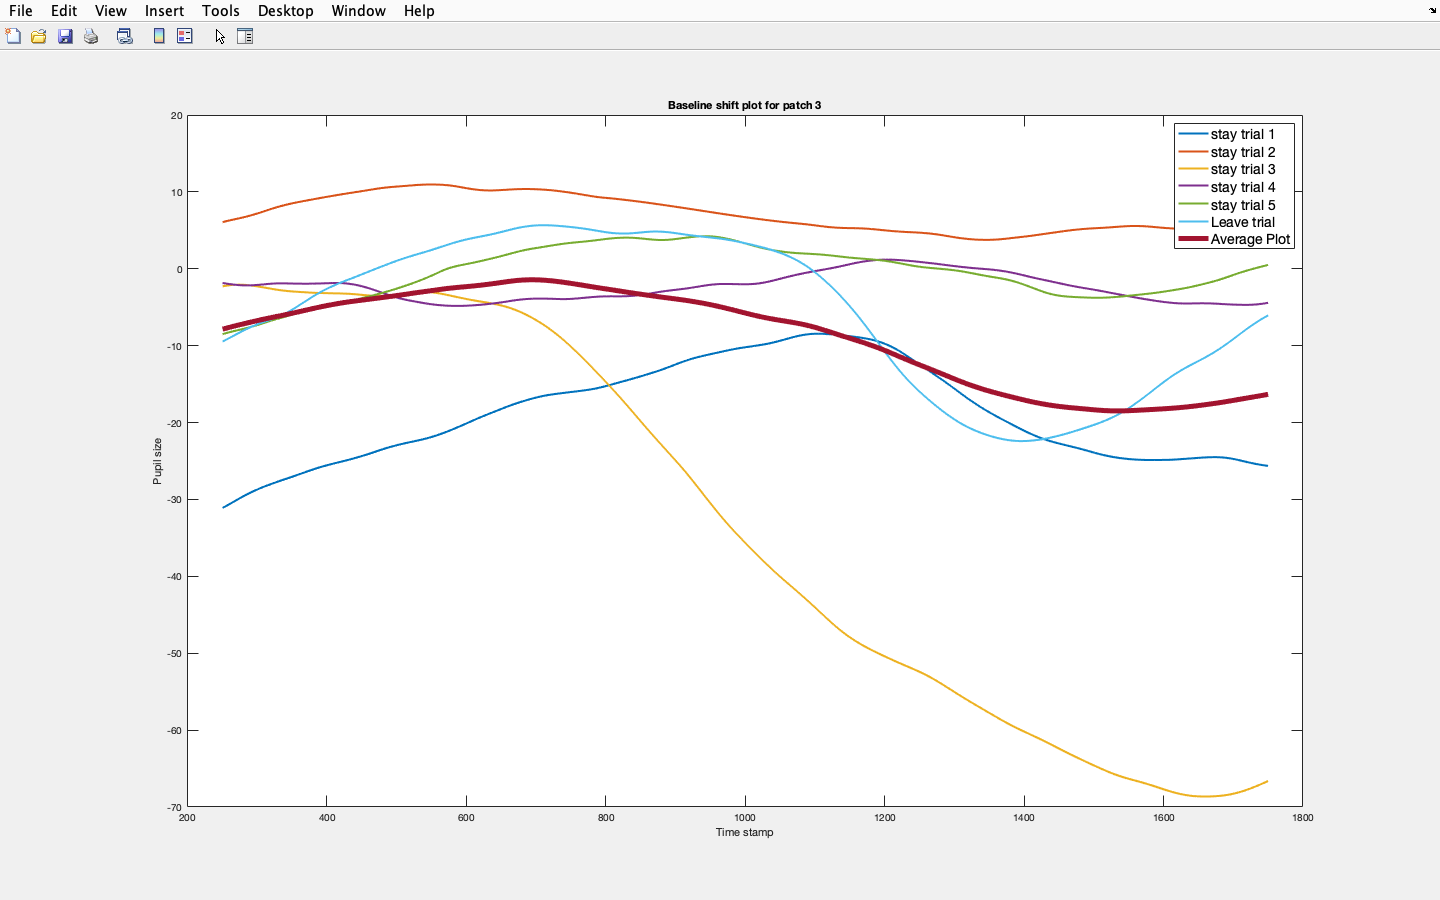 File Edit View Insert Tools Desktop Window Help
Baseline shift plot for patch 3
stay trial 1
stay trial 2
stay trial 3
stay trial 4
stay trial 5
Leave trial
Average Plot
20
10
0
-10
-20
-30
-40
-50
-60
-70
Pupil size
200 400 600 800 1000 1200 1400 1600 1800
Time stamp